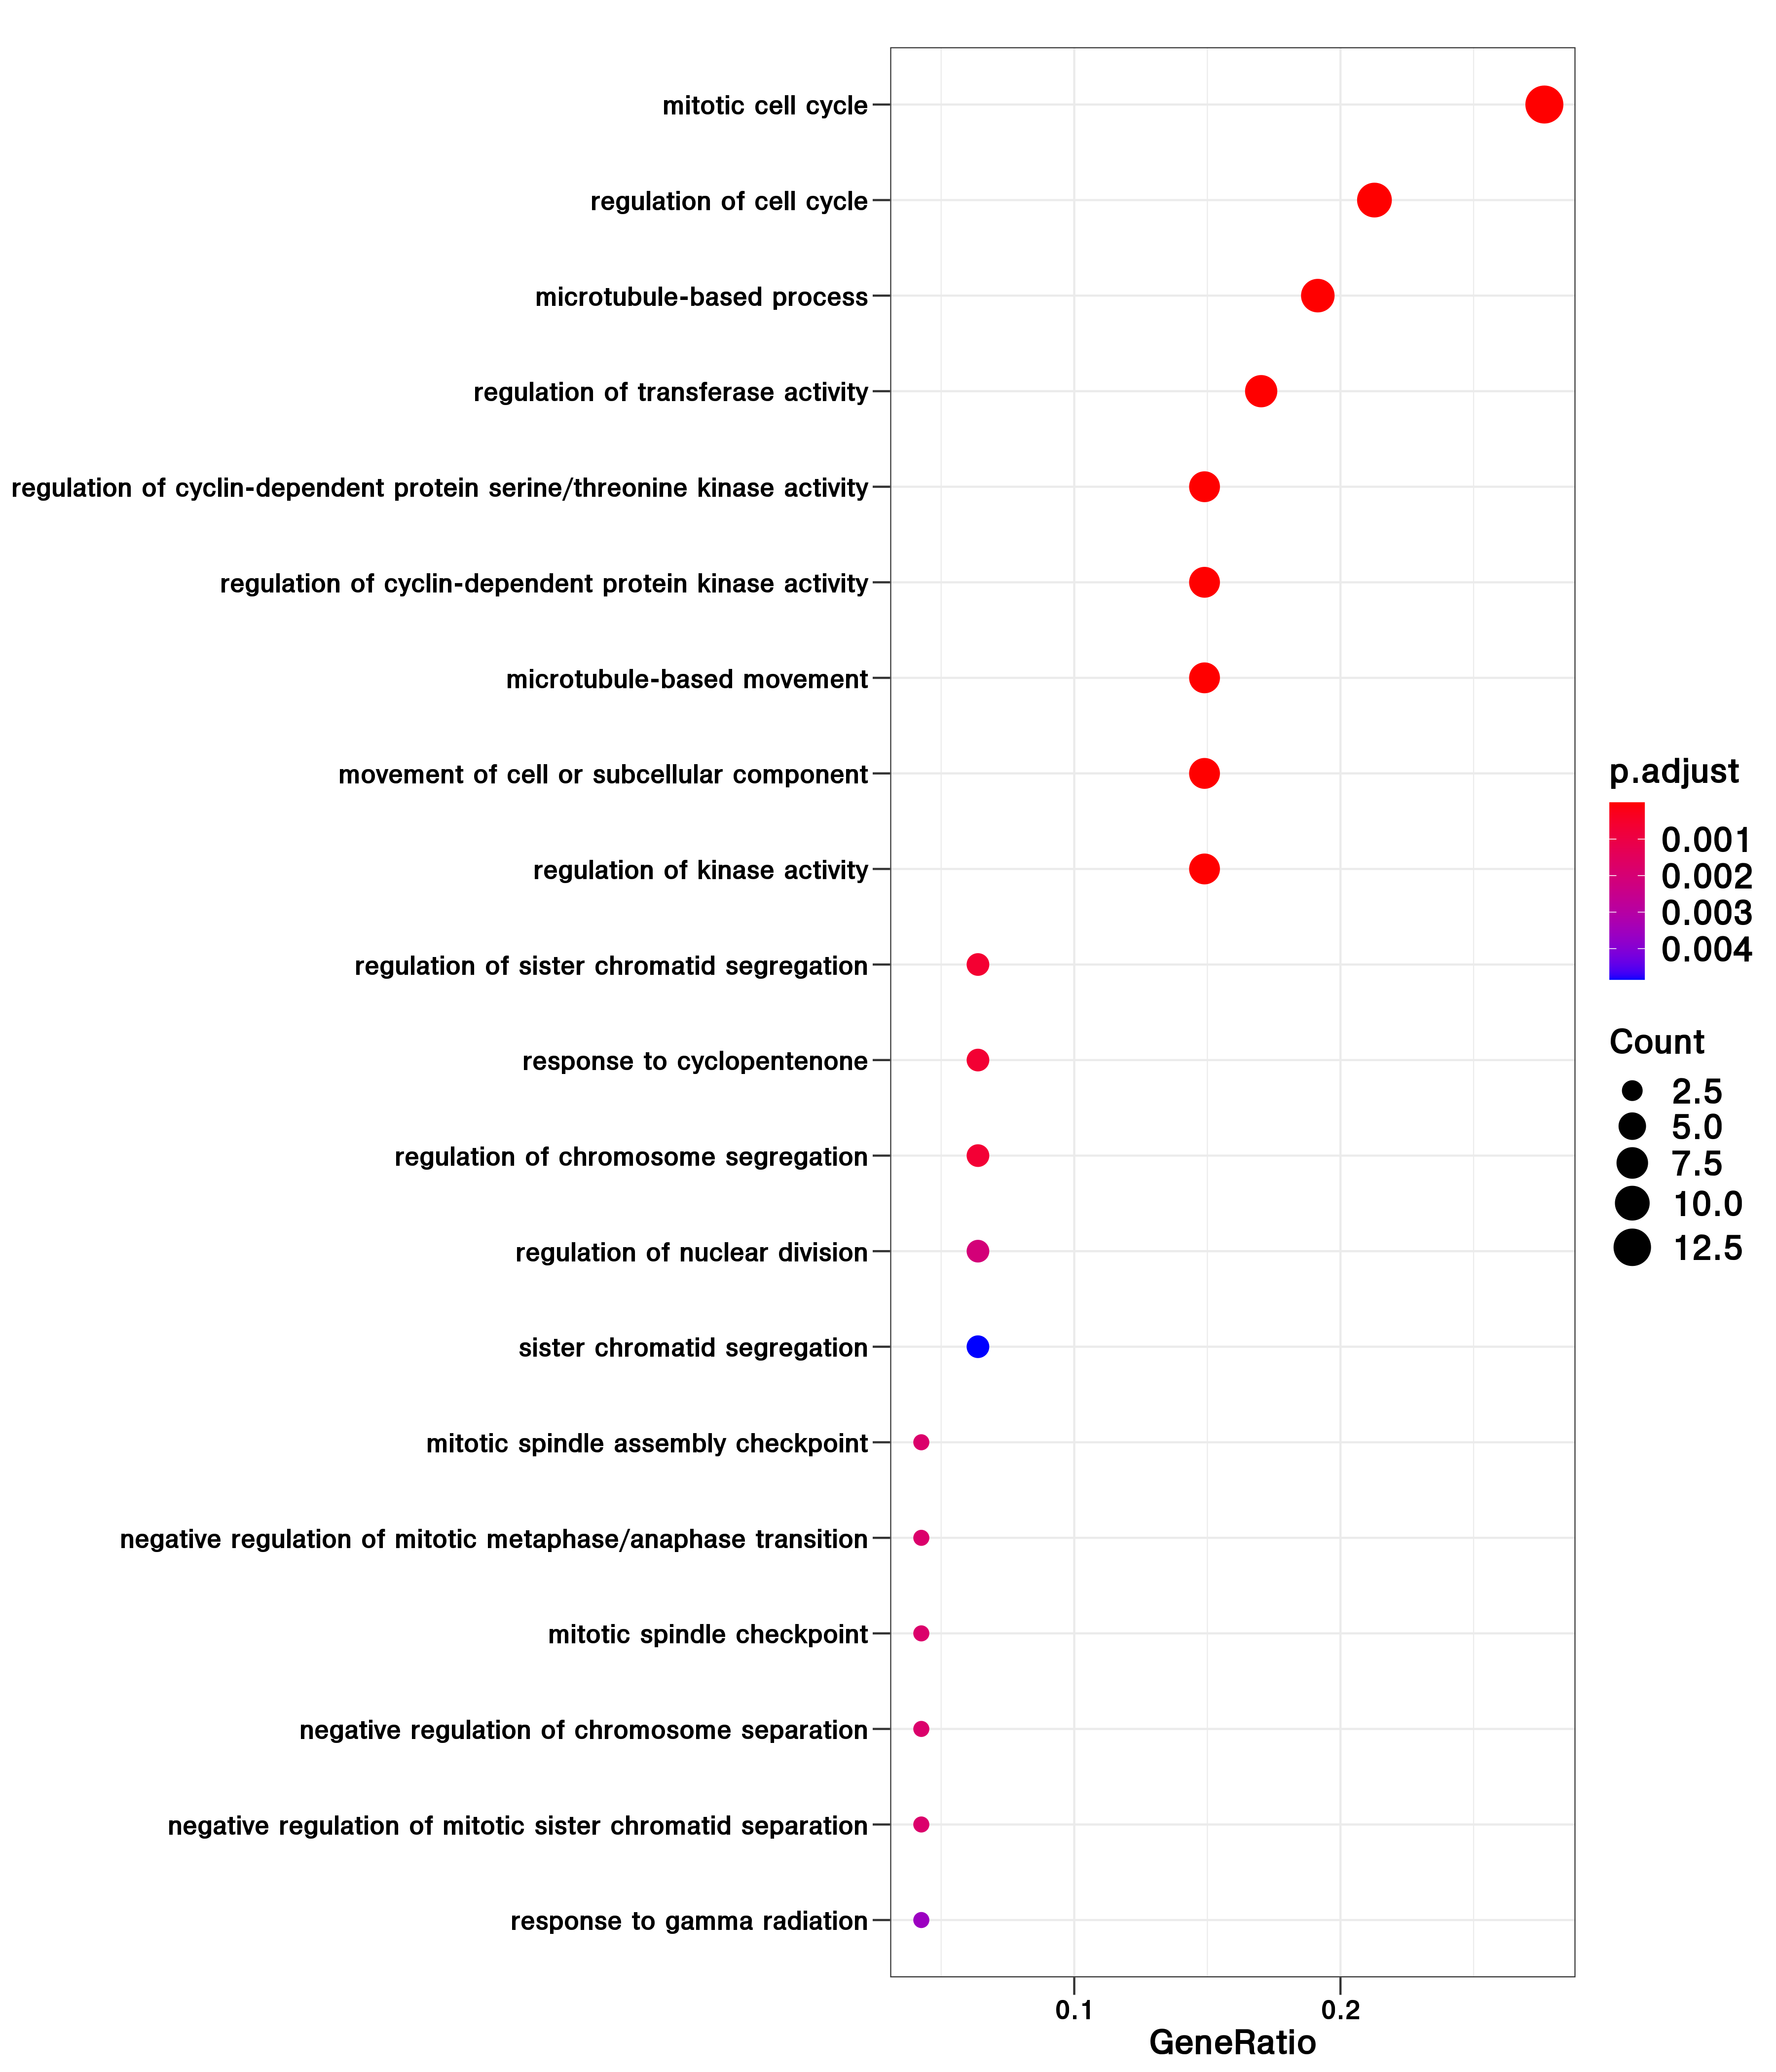 mitotic cell cycle
regulation of cell cycle
microtubule-based process
regulation of transferase activity
regulation of cyclin-dependent protein serine/threonine kinase activity
regulation of cyclin-dependent protein kinase activity
microtubule-based movement
movement of cell or subcellular component
regulation of kinase activity
regulation of sister chromatid segregation
response to cyclopentenone
regulation of chromosome segregation
regulation of nuclear division
sister chromatid segregation
mitotic spindle assembly checkpoint
negative regulation of mitotic metaphase/anaphase transition
mitotic spindle checkpoint
negative regulation of chromosome separation
negative regulation of mitotic sister chromatid separation
response to gamma radiation
0.1 0.2
GeneRatio
p.adjust
0.001
0.002
0.003
0.004
Count
2.5
5.0
7.5
10.0
12.5